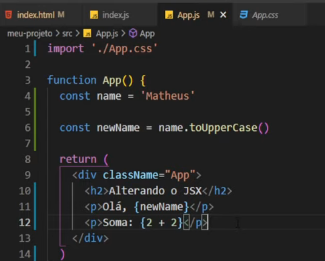 index.html M
index.js
App.js M
App.css
meu-projeto > src > App.js > App
1 import './App.css'
2
3 function App() {
4 const name = 'Matheus'
5
6 const newName = name.toUpperCase()
7
8 return (
9 <div className="App">
10 <h2>Alterando o JSX</h2>
11 <p>Olá, {newName}</p>
12 <p>Soma: {2 + 2}</p>
13 </div>
14 )